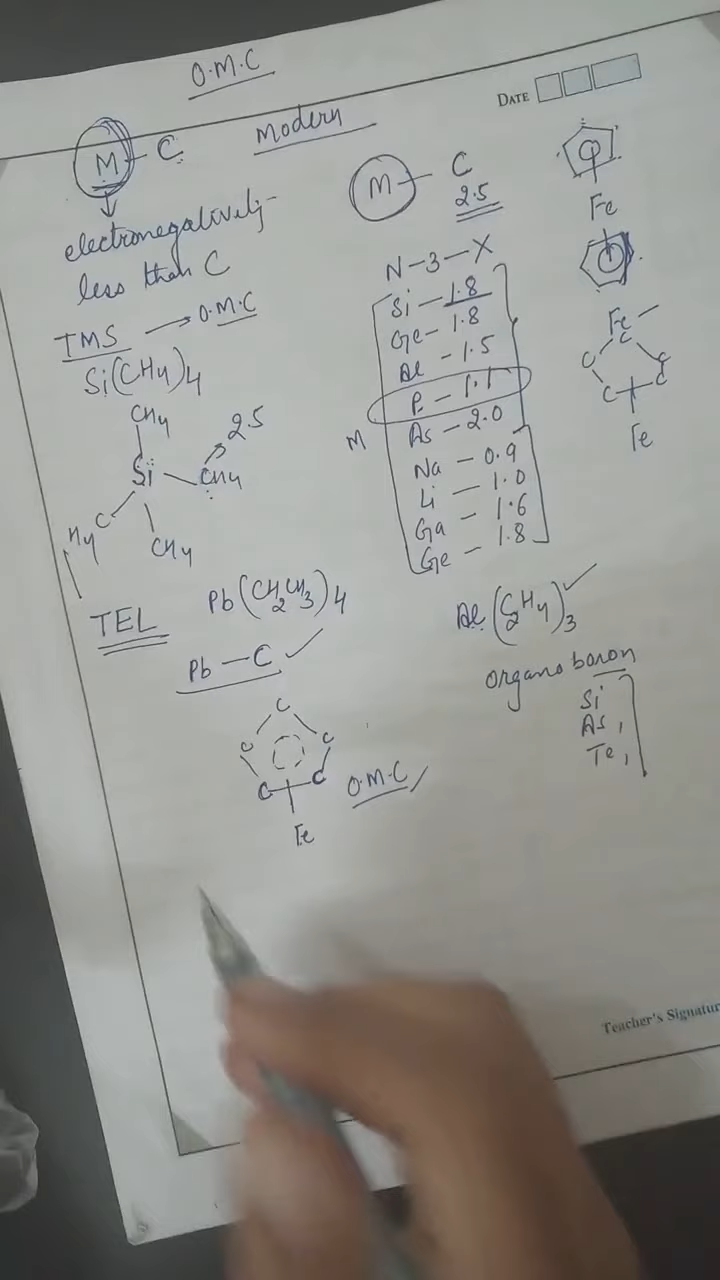 O.M.C
DATE
M - C
Modern
electronegatively
less than C
TMS → O.M.C
Si(CH4)4
CH4
2.5
Si
CH4
H4C
CH4
TEL
Pb(CH2CH3)4
Pb - C ✓
C
C
C
C
C
Fe
O.M.C
M - C
2.5
N - 3 - X
Si - 1.8
Ge - 1.8
Al - 1.5
P - 1.1
As - 2.0
M
Na - 0.9
Li - 1.0
Ga - 1.6
Ge - 1.8
Al(C2H4)3 ✓
organo boron
Si
As,
Te,
Fe
Fe
C
C
C
C
C
Fe
Teacher's Signatur